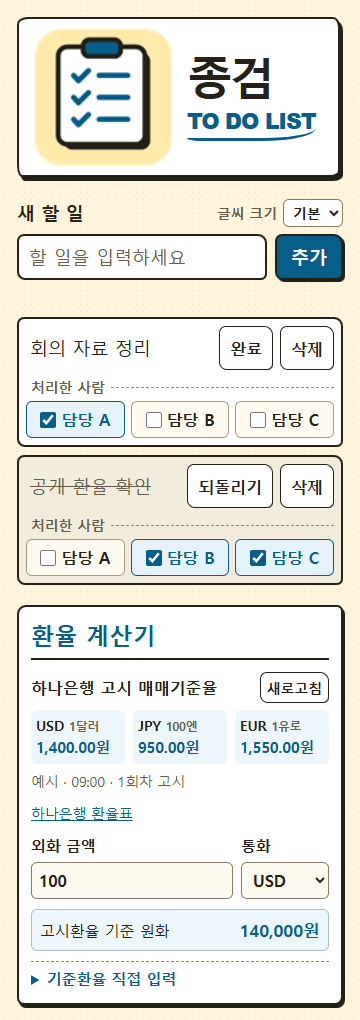 종검
TO DO LIST
새 할 일
글씨 크기 기본
할 일을 입력하세요 추가
회의 자료 정리 완료 삭제
처리한 사람
담당 A 담당 B 담당 C
공개 환율 확인 되돌리기 삭제
처리한 사람
담당 A 담당 B 담당 C
환율 계산기
하나은행 고시 매매기준율 새로고침
USD 1달러 JPY 100엔 EUR 1유로
1,400.00원 950.00원 1,550.00원
예시 · 09:00 · 1회차 고시
하나은행 환율표
외화 금액 통화
100 USD
고시환율 기준 원화 140,000원
▶ 기준환율 직접 입력